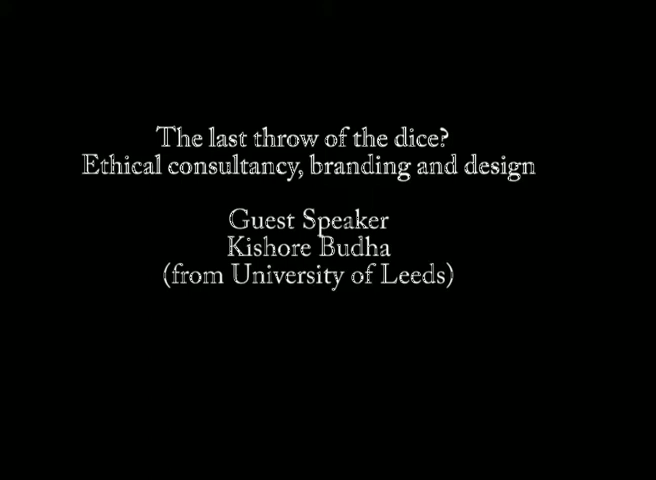 The last throw of the dice?
Ethical consultancy, branding and design
Guest Speaker
Kishore Budha
(from University of Leeds)